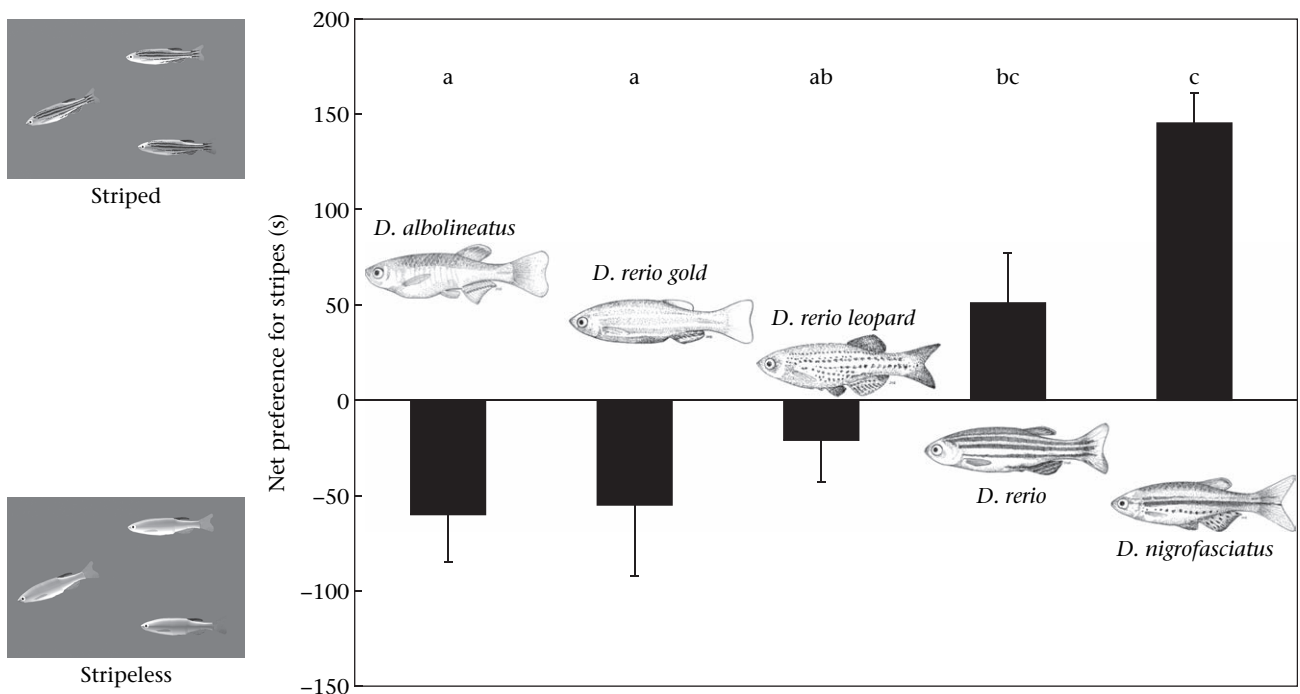 Striped
Stripeless
Net preference for stripes (s)
200
150
100
50
0
−50
−100
−150
a
a
ab
bc
c
D. albolineatus
D. rerio gold
D. rerio leopard
D. rerio
D. nigrofasciatus